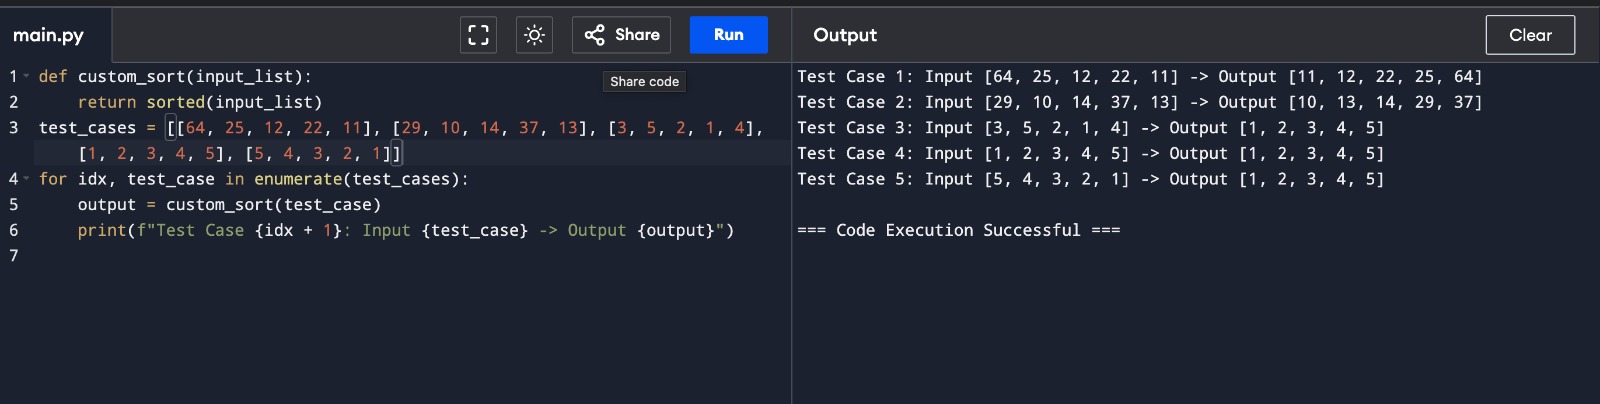 main.py
Share
Run
Share code
1 def custom_sort(input_list):
2     return sorted(input_list)
3 test_cases = [[64, 25, 12, 22, 11], [29, 10, 14, 37, 13], [3, 5, 2, 1, 4],
    [1, 2, 3, 4, 5], [5, 4, 3, 2, 1]]
4 for idx, test_case in enumerate(test_cases):
5     output = custom_sort(test_case)
6     print(f"Test Case {idx + 1}: Input {test_case} -> Output {output}")
7
Output
Clear
Test Case 1: Input [64, 25, 12, 22, 11] -> Output [11, 12, 22, 25, 64]
Test Case 2: Input [29, 10, 14, 37, 13] -> Output [10, 13, 14, 29, 37]
Test Case 3: Input [3, 5, 2, 1, 4] -> Output [1, 2, 3, 4, 5]
Test Case 4: Input [1, 2, 3, 4, 5] -> Output [1, 2, 3, 4, 5]
Test Case 5: Input [5, 4, 3, 2, 1] -> Output [1, 2, 3, 4, 5]
=== Code Execution Successful ===